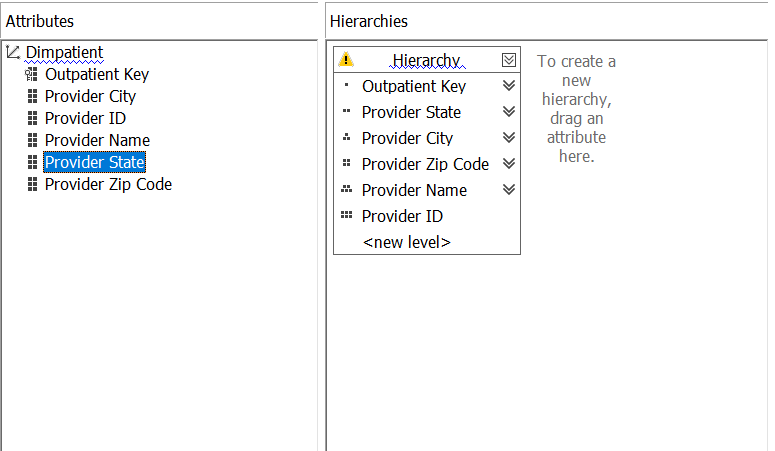 Attributes
Dimpatient
Outpatient Key
Provider City
Provider ID
Provider Name
Provider State
Provider Zip Code
Hierarchies
Hierarchy
Outpatient Key
Provider State
Provider City
Provider Zip Code
Provider Name
Provider ID
<new level>
To create a
new
hierarchy,
drag an
attribute
here.